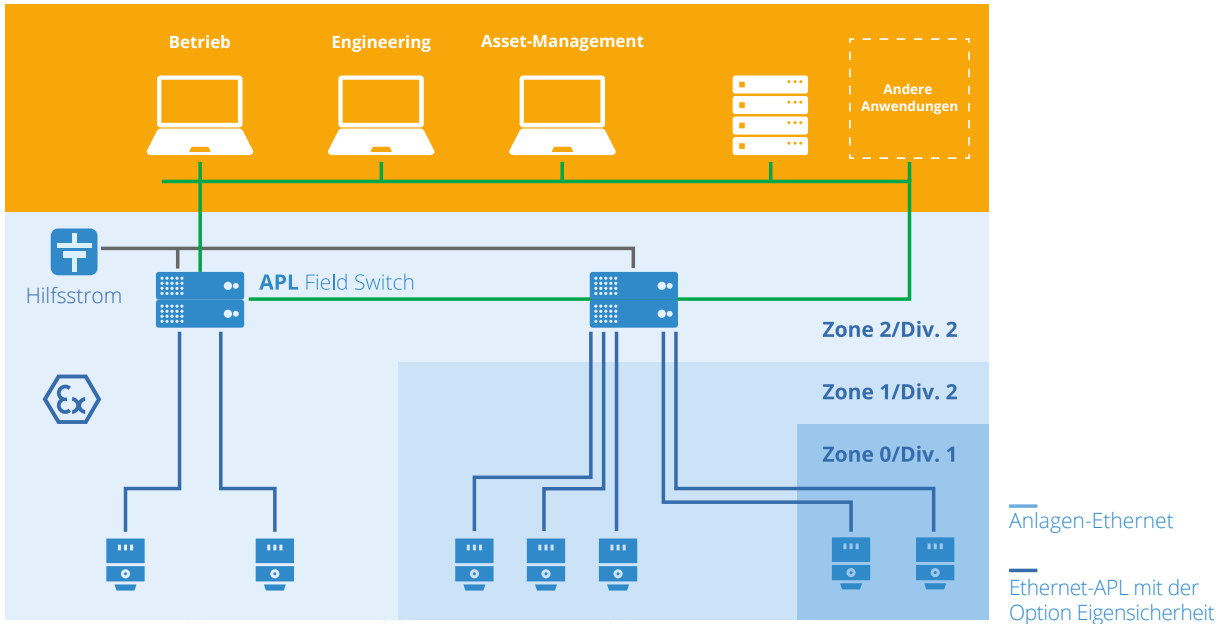 Betrieb
Engineering
Asset-Management
Andere
Anwendungen
Hilfsstrom
APL Field Switch
Zone 2/Div. 2
Ex
Zone 1/Div. 2
Zone 0/Div. 1
Anlagen-Ethernet
Ethernet-APL mit der
Option Eigensicherheit